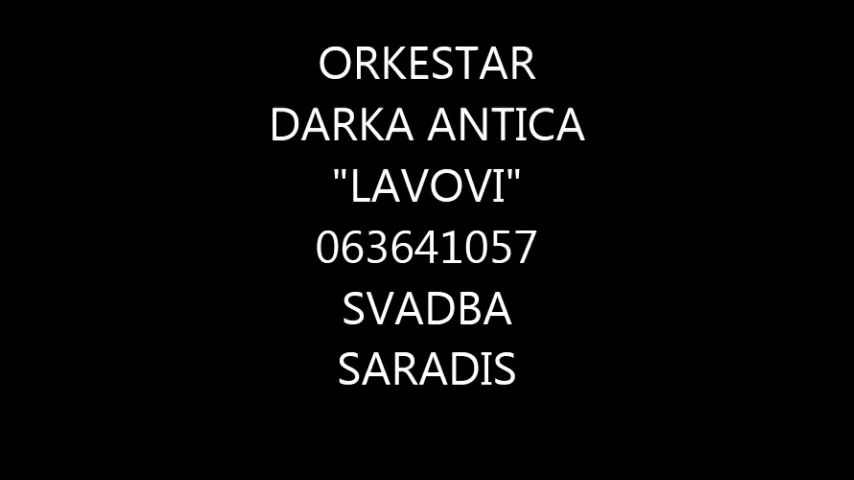 ORKESTAR
DARKA ANTICA
"LAVOVI"
063641057
SVADBA
SARADIS